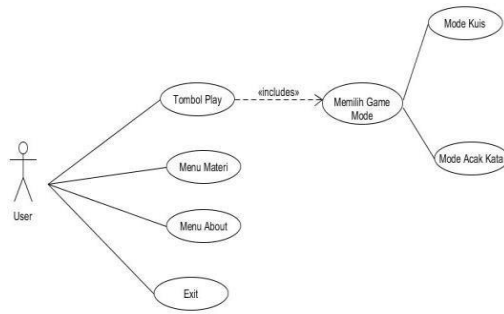 Mode Kuis
Tombol Play
«includes»
Memilih Game
Mode
Mode Acak Kata
Menu Materi
User
Menu About
Exit